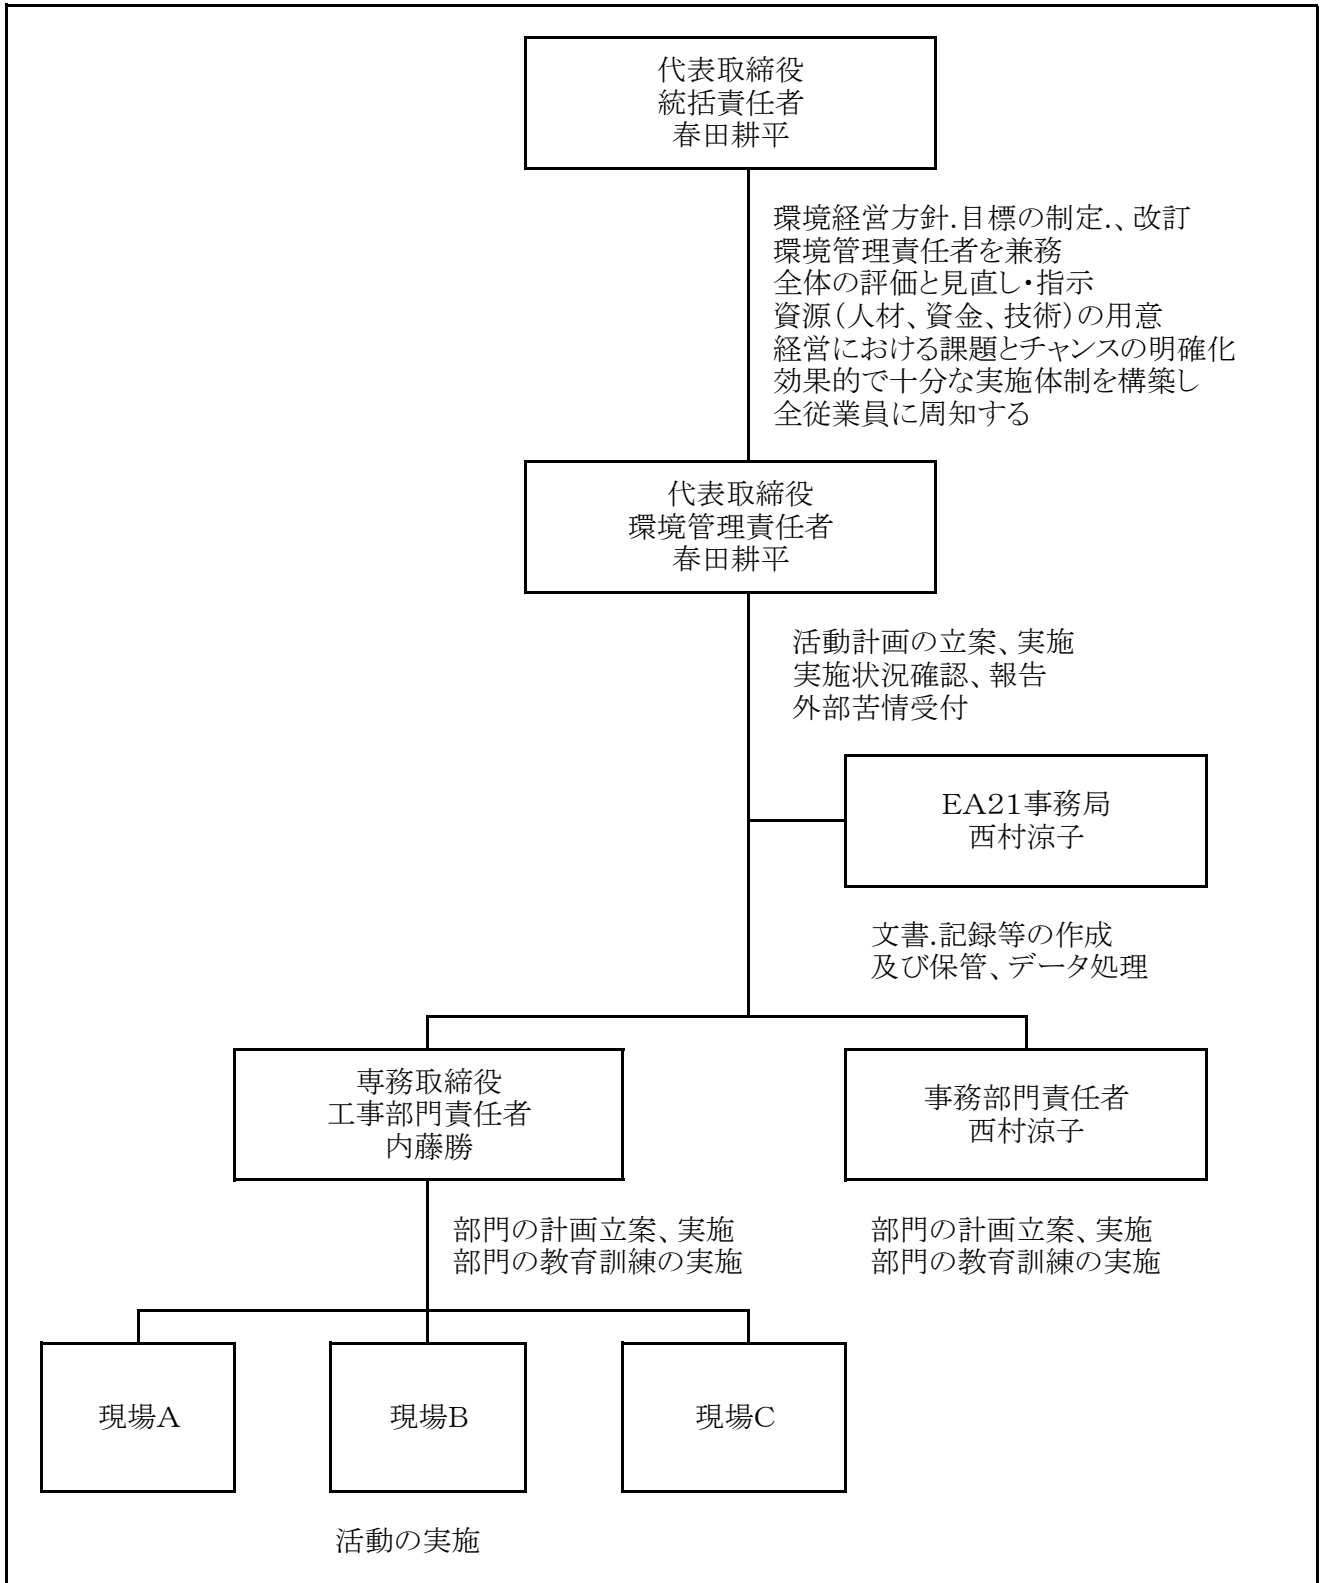 代表取締役
統括責任者
春田耕平
環境経営方針.目標の制定.、改訂
環境管理責任者を兼務
全体の評価と見直し・指示
資源(人材、資金、技術)の用意
経営における課題とチャンスの明確化
効果的で十分な実施体制を構築し
全従業員に周知する
代表取締役
環境管理責任者
春田耕平
活動計画の立案、実施
実施状況確認、報告
外部苦情受付
EA21事務局
西村涼子
文書.記録等の作成
及び保管、データ処理
専務取締役
工事部門責任者
内藤勝
事務部門責任者
西村涼子
部門の計画立案、実施
部門の教育訓練の実施
部門の計画立案、実施
部門の教育訓練の実施
現場A
現場B
現場C
活動の実施